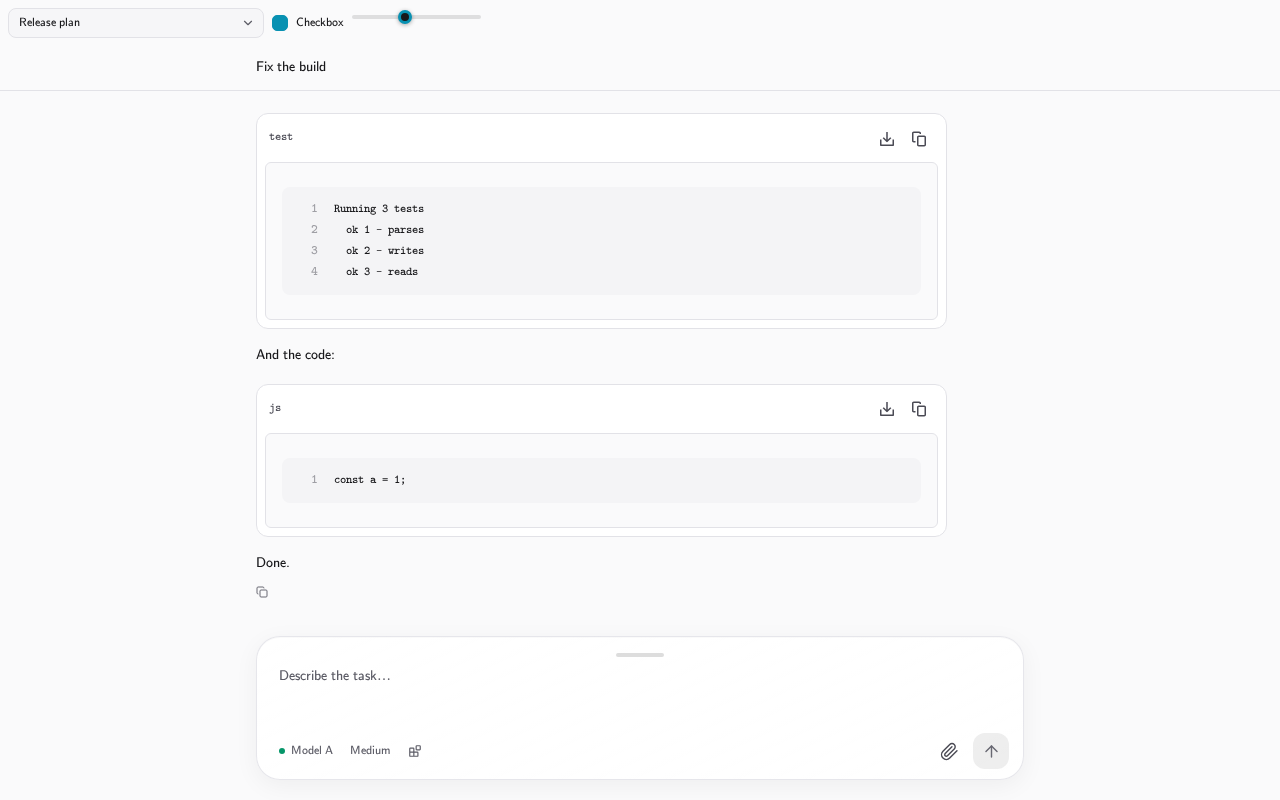 Release plan
Checkbox
Fix the build
test
1 Running 3 tests
2 ok 1 - parses
3 ok 2 - writes
4 ok 3 - reads
And the code:
js
1 const a = 1;
Done.
Describe the task...
Model A Medium